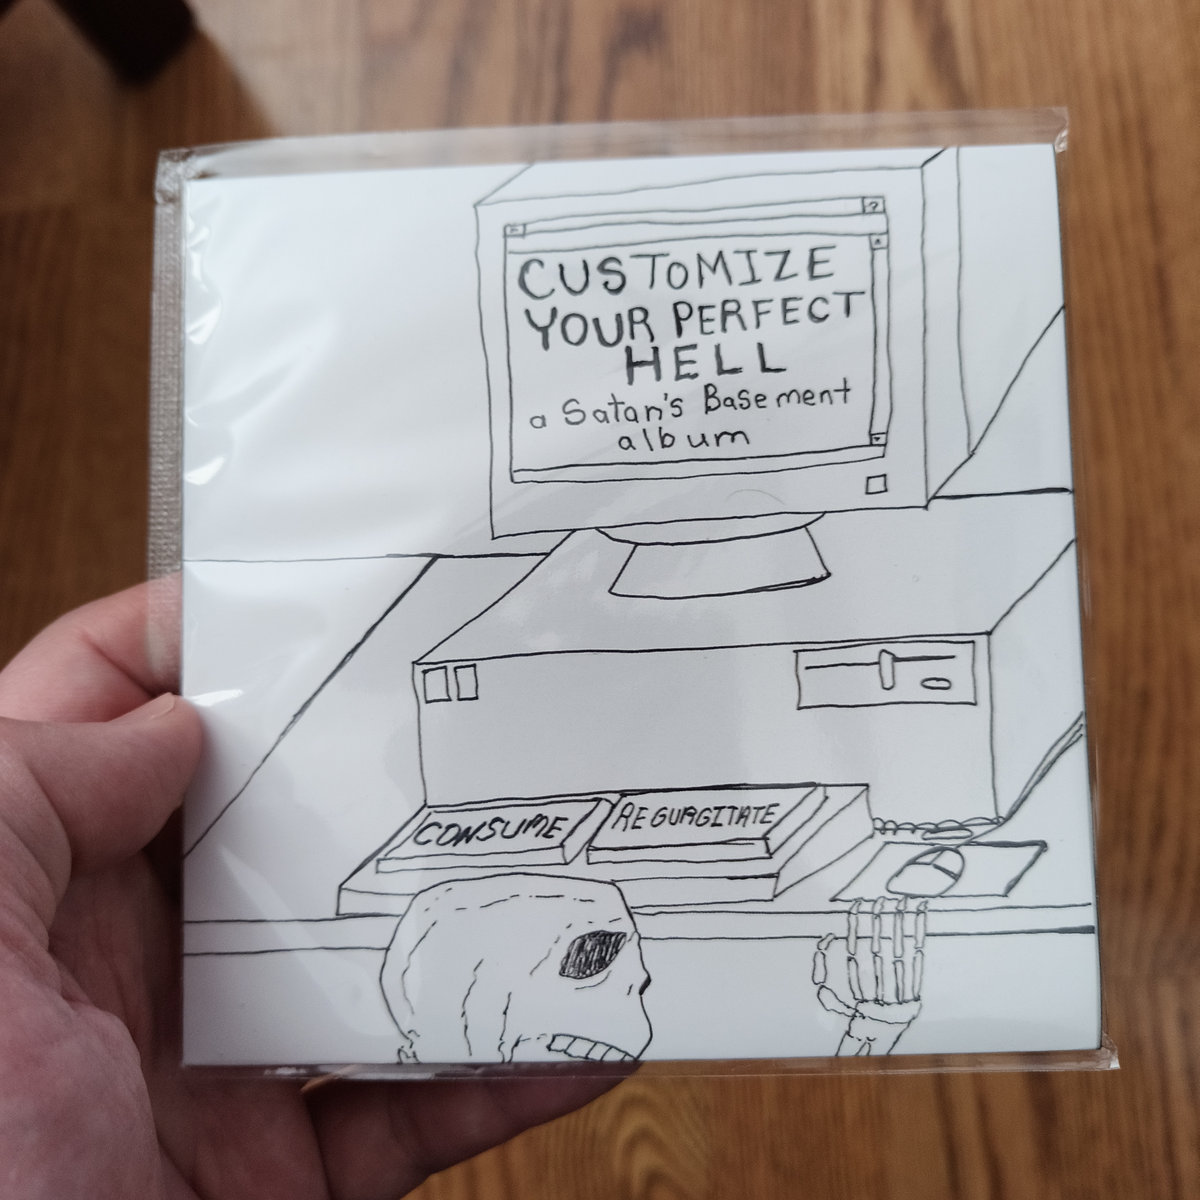 ?
CUSTOMIZE
YOUR PERFECT
HELL
a Satan's Basement
album
CONSUME
REGURGITATE